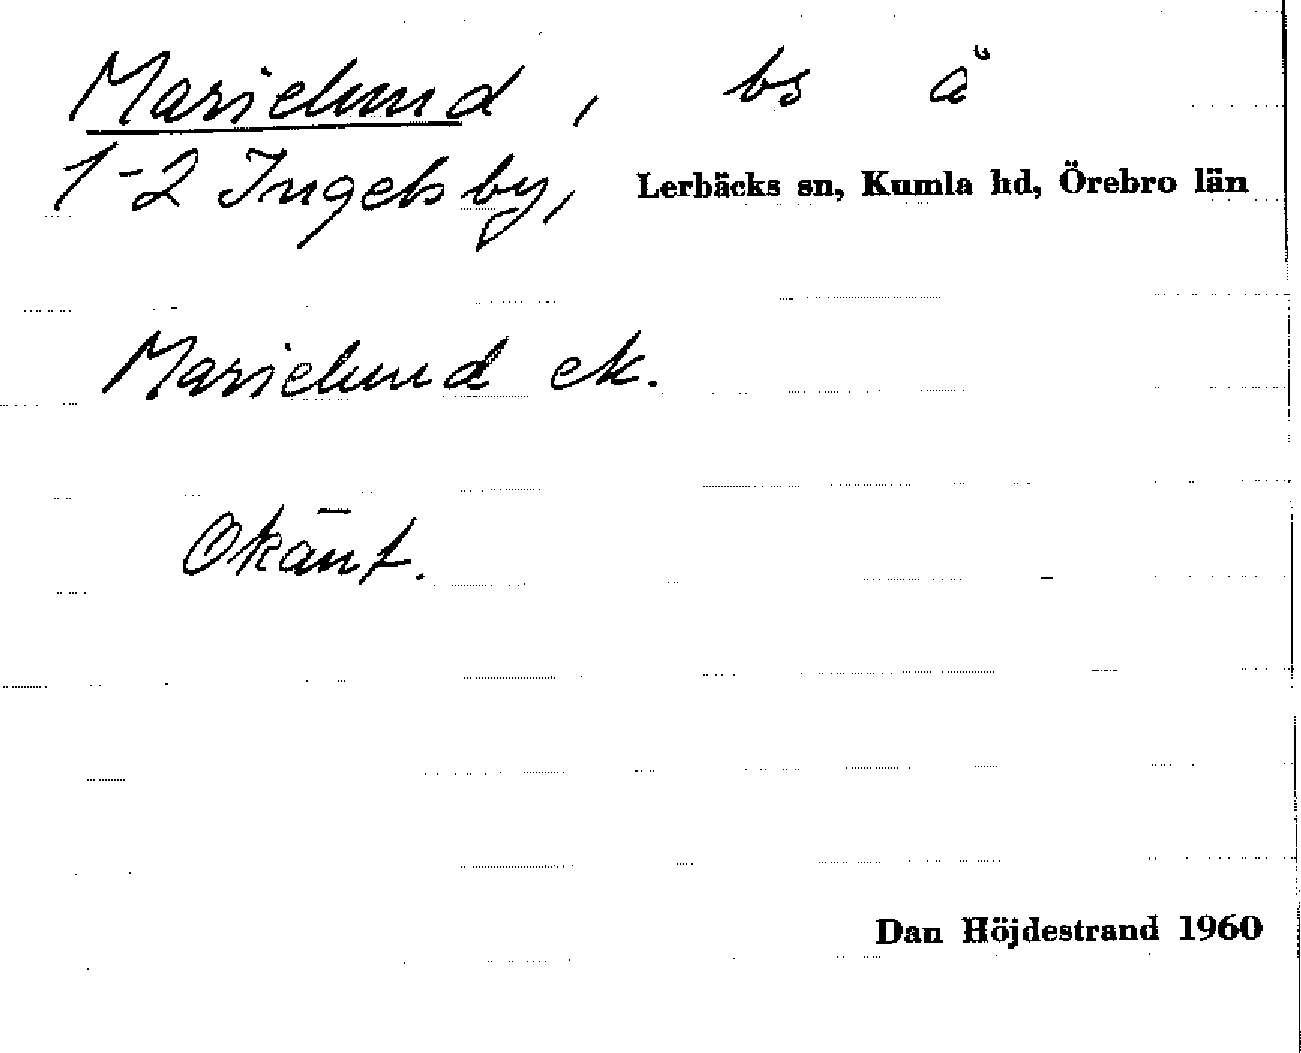 Marielund, bs å
1-2 Ingelsby, Lerbäcks sn, Kumla hd, Örebro län
Marielund ek.
Okänt.
Dan Höjdestrand 1960